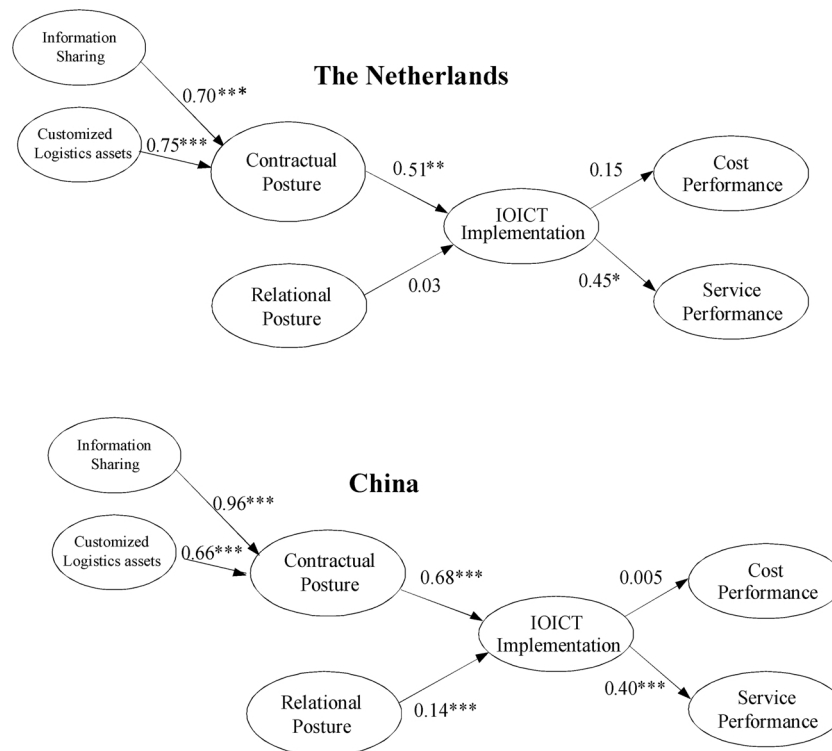 Information
Sharing
The Netherlands
0.70***
Customized
Logistics assets
0.75***
Contractual
Posture
0.51**
0.15
Cost
Performance
IOICT
Implementation
Relational
Posture
0.03
0.45*
Service
Performance
Information
Sharing
China
0.96***
Customized
Logistics assets
0.66***
Contractual
Posture
0.68***
0.005
Cost
Performance
IOICT
Implementation
Relational
Posture
0.14***
0.40***
Service
Performance